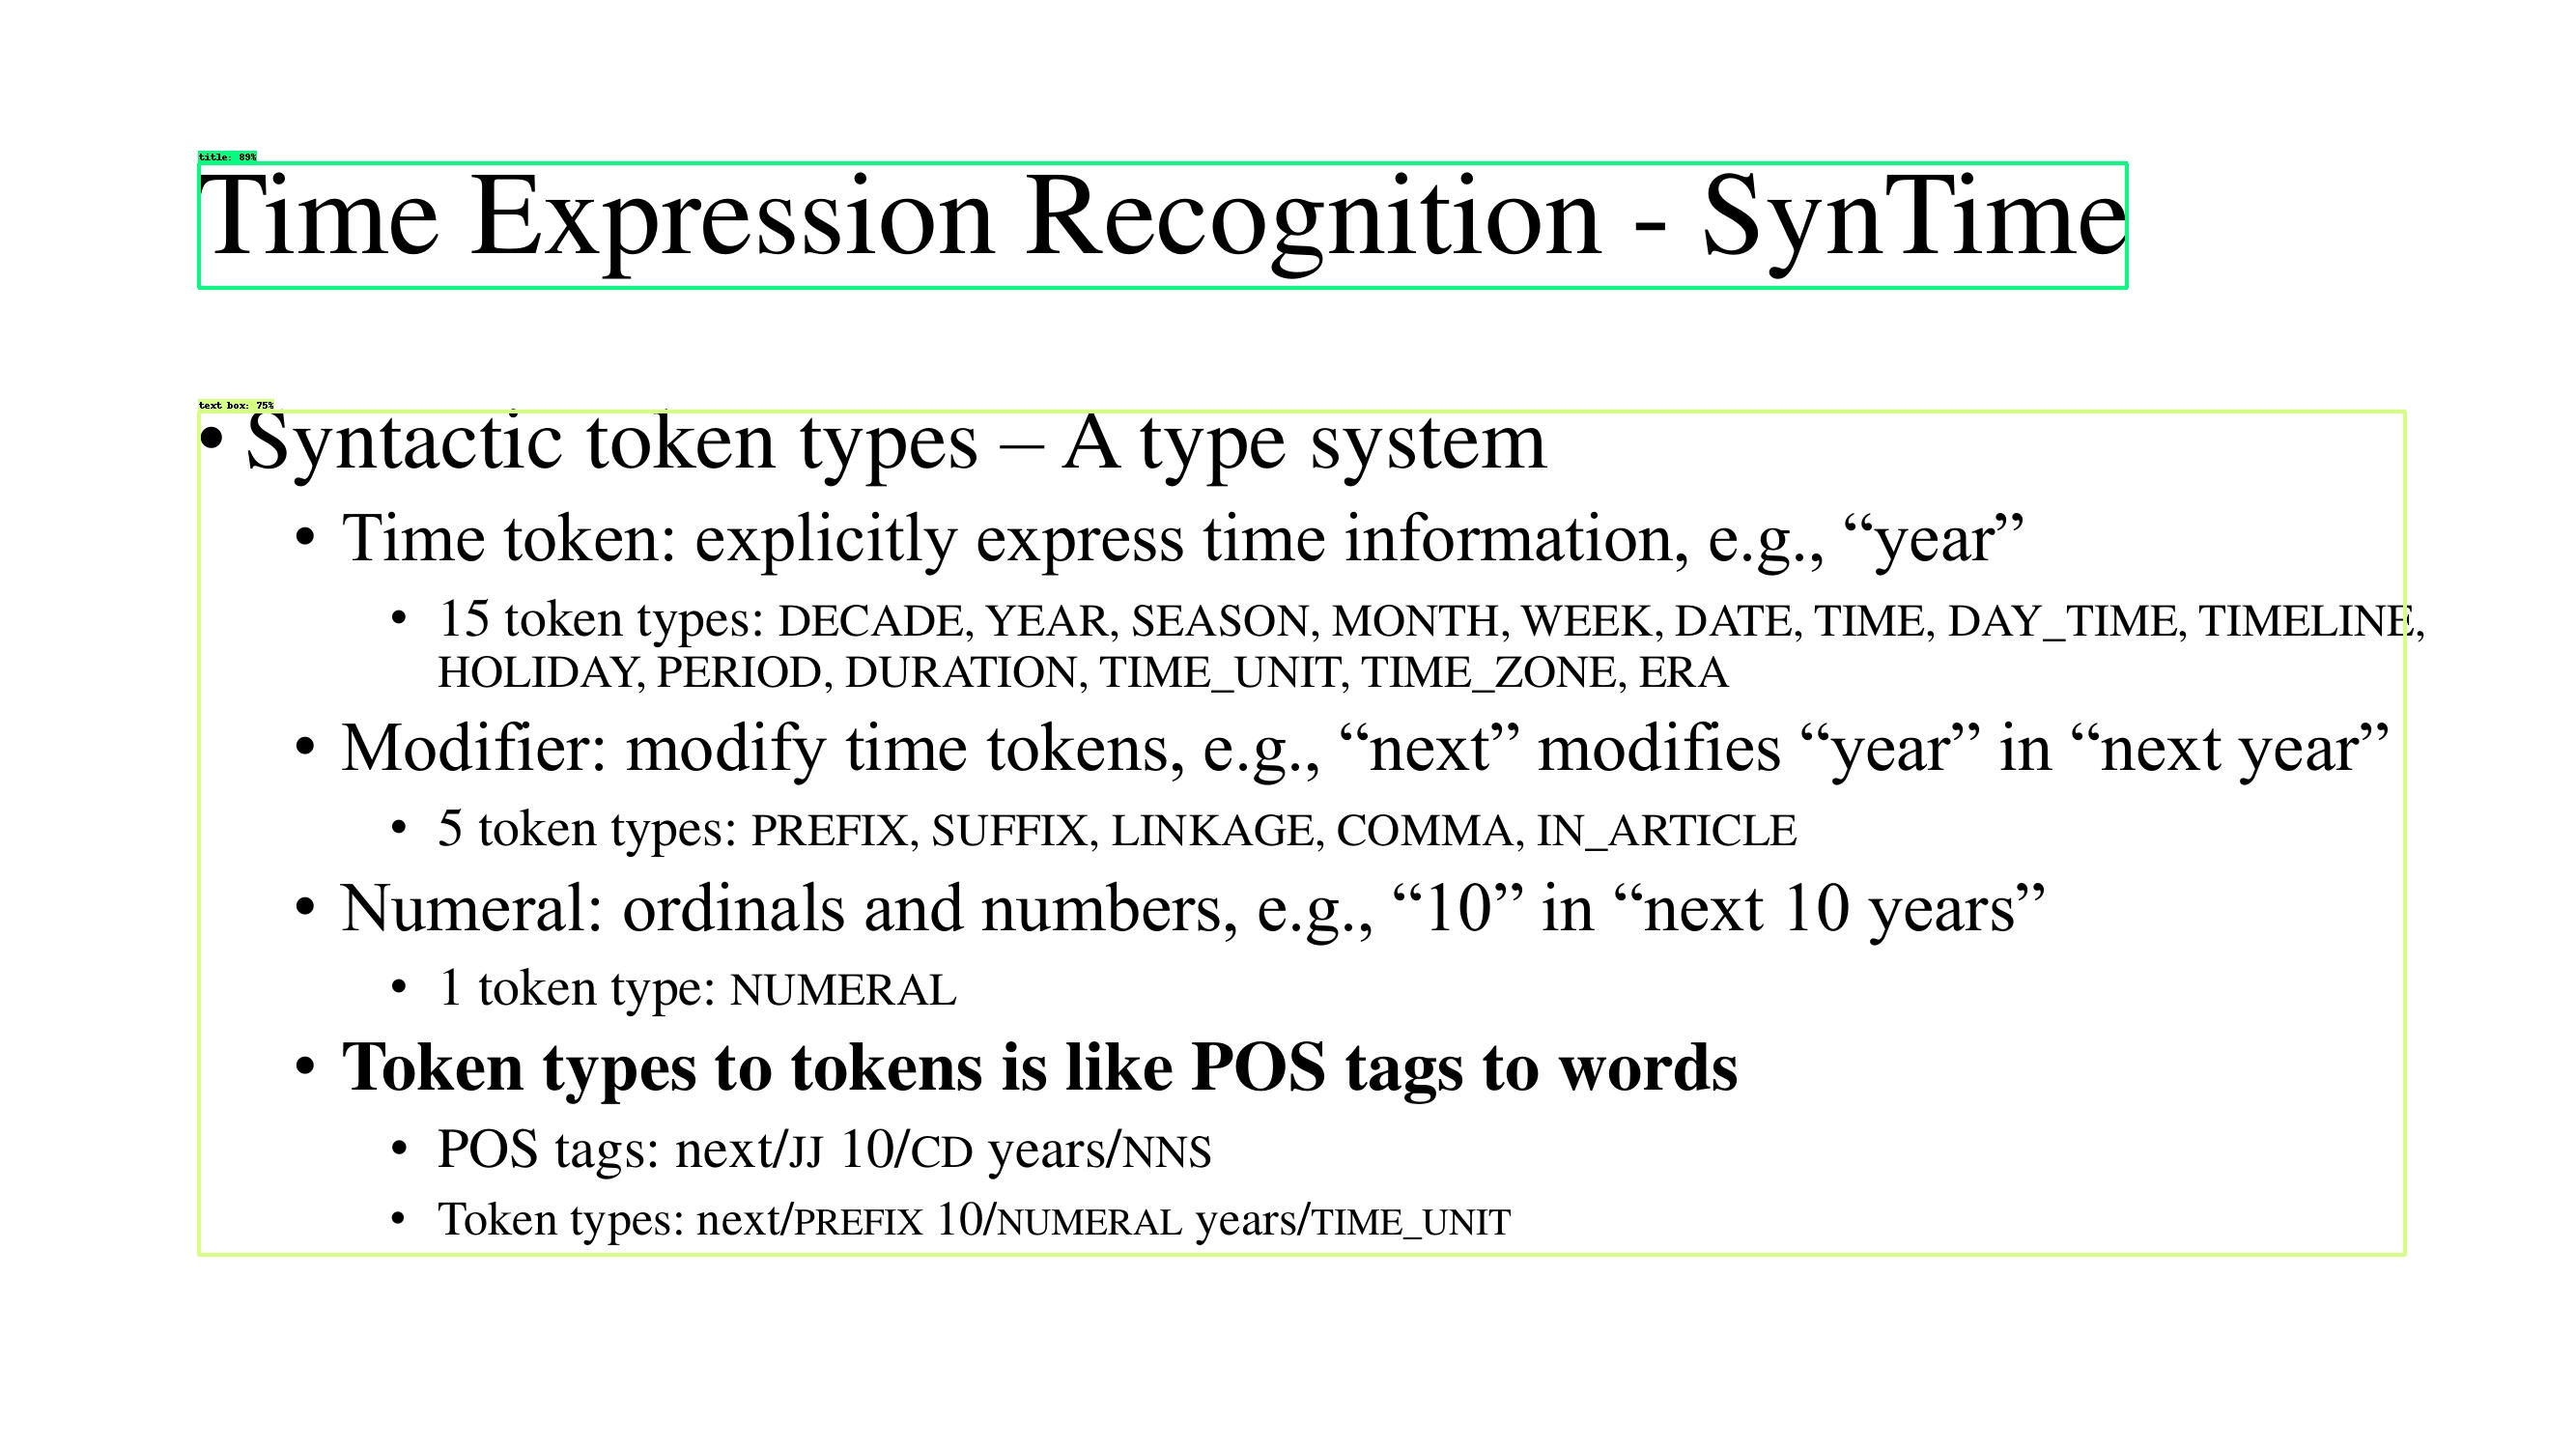 title: 89%
Time Expression Recognition - SynTime
text box: 75%
• Syntactic token types – A type system
• Time token: explicitly express time information, e.g., “year”
• 15 token types: DECADE, YEAR, SEASON, MONTH, WEEK, DATE, TIME, DAY_TIME, TIMELINE,
HOLIDAY, PERIOD, DURATION, TIME_UNIT, TIME_ZONE, ERA
• Modifier: modify time tokens, e.g., “next” modifies “year” in “next year”
• 5 token types: PREFIX, SUFFIX, LINKAGE, COMMA, IN_ARTICLE
• Numeral: ordinals and numbers, e.g., “10” in “next 10 years”
• 1 token type: NUMERAL
• Token types to tokens is like POS tags to words
• POS tags: next/JJ 10/CD years/NNS
• Token types: next/PREFIX 10/NUMERAL years/TIME_UNIT